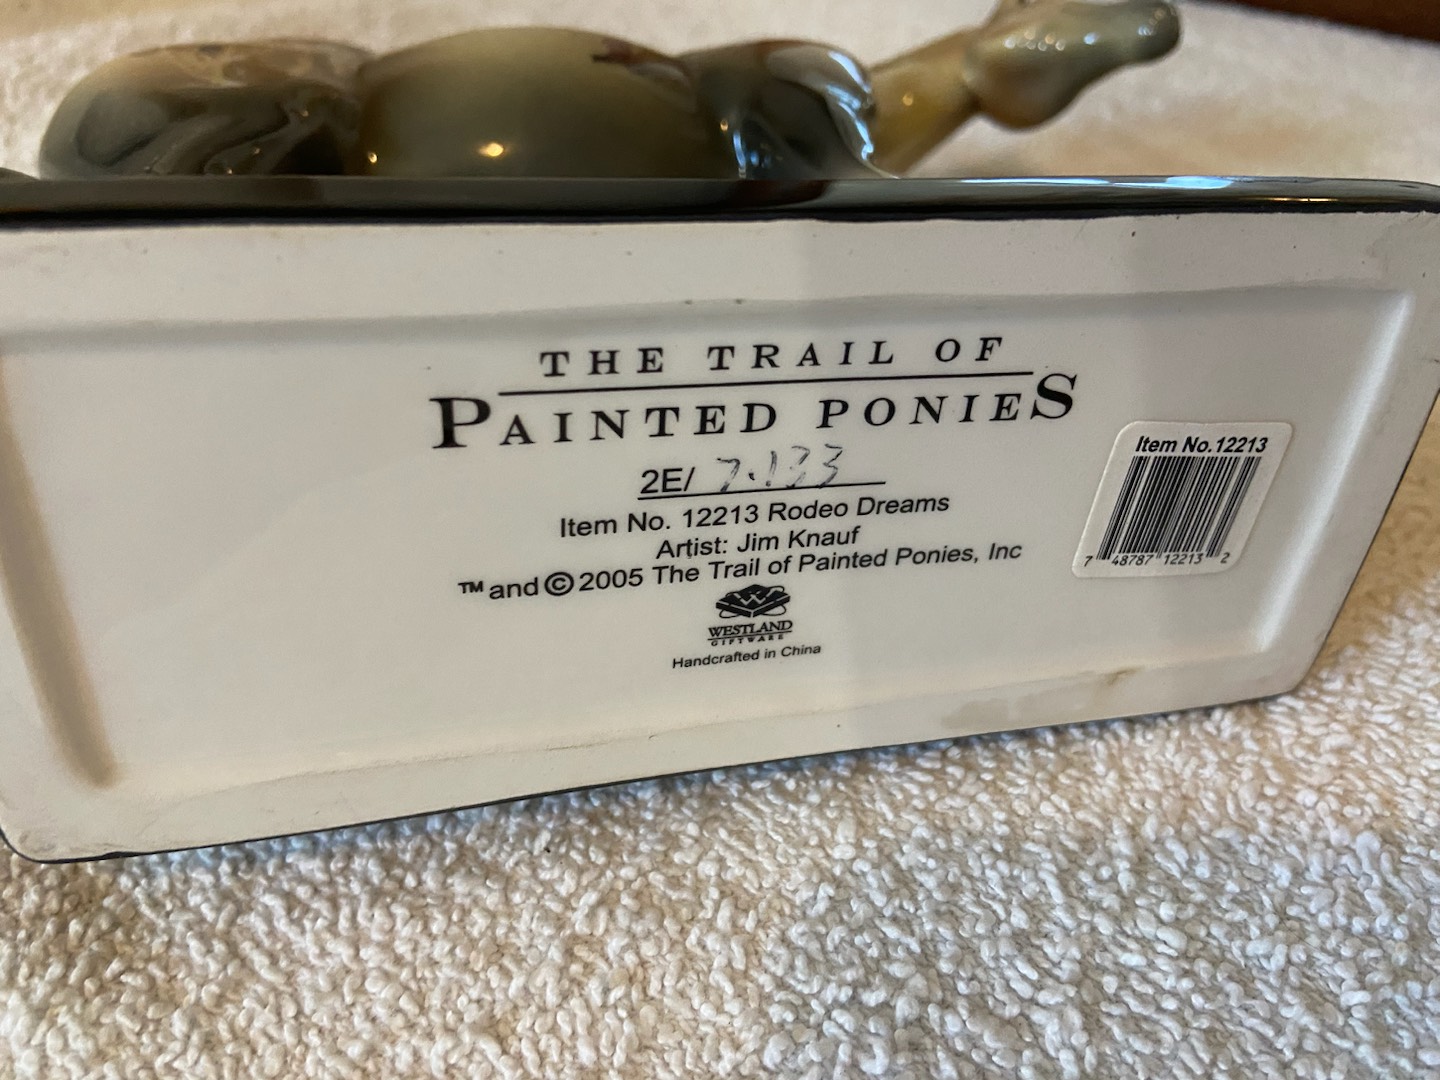 THE TRAIL OF
PAINTED PONIES
2E/ 7.133
Item No. 12213 Rodeo Dreams
Artist: Jim Knauf
™ and © 2005 The Trail of Painted Ponies, Inc
WESTLAND
GIFTWARE
Handcrafted in China
Item No. 12213
7 48787 12213 2